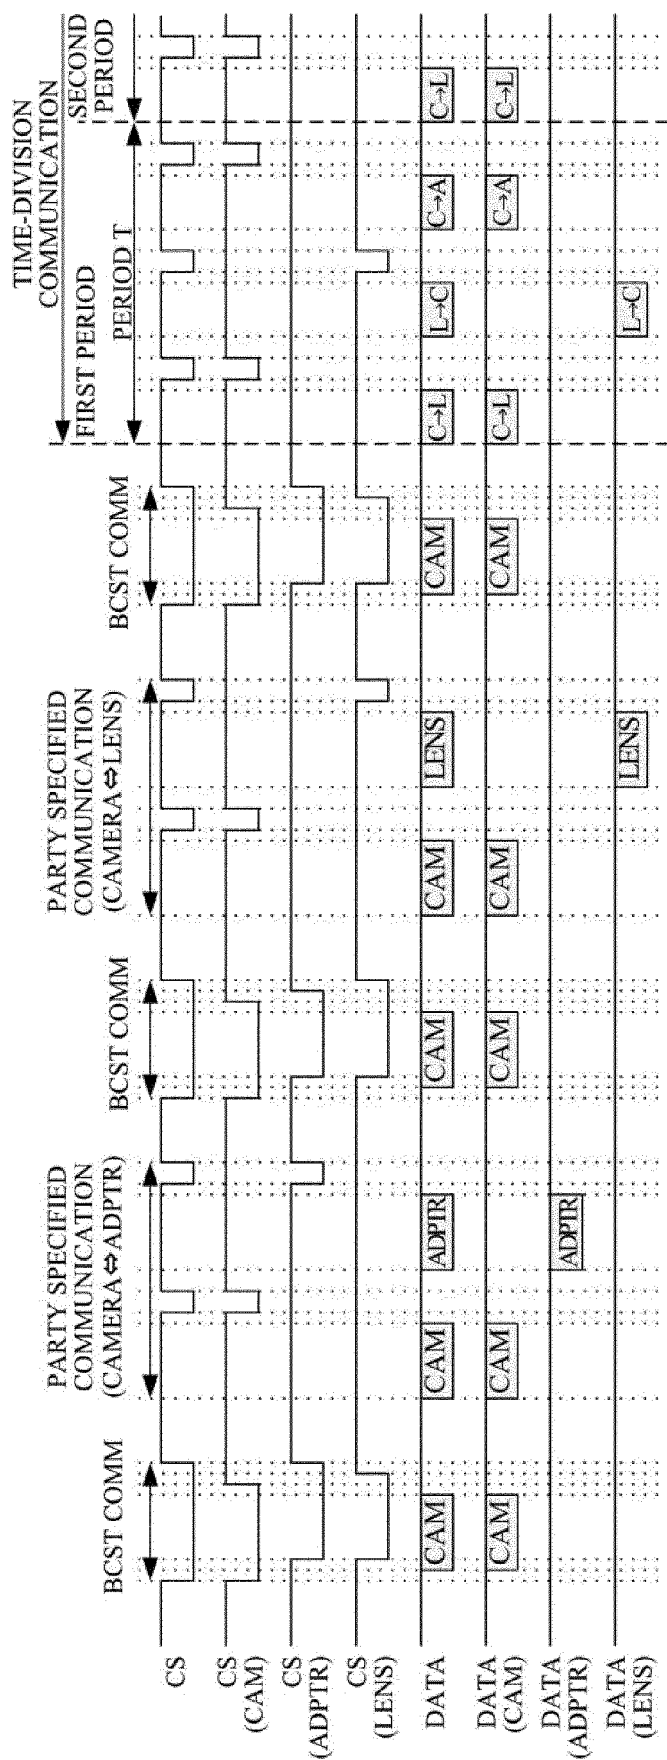 TIME-DIVISION
COMMUNICATION
FIRST PERIOD
SECOND
PERIOD
PERIOD T
BCST COMM
PARTY SPECIFIED
COMMUNICATION
(CAMERA⇔ADPTR)
BCST COMM
PARTY SPECIFIED
COMMUNICATION
(CAMERA⇔LENS)
BCST COMM
CS
CS
(CAM)
CS
(ADPTR)
CS
(LENS)
DATA
CAM
CAM
ADPTR
CAM
CAM
LENS
CAM
C→L
L→C
C→A
C→L
DATA
(CAM)
CAM
CAM
CAM
CAM
CAM
C→L
C→A
C→L
DATA
(ADPTR)
ADPTR
DATA
(LENS)
LENS
L→C